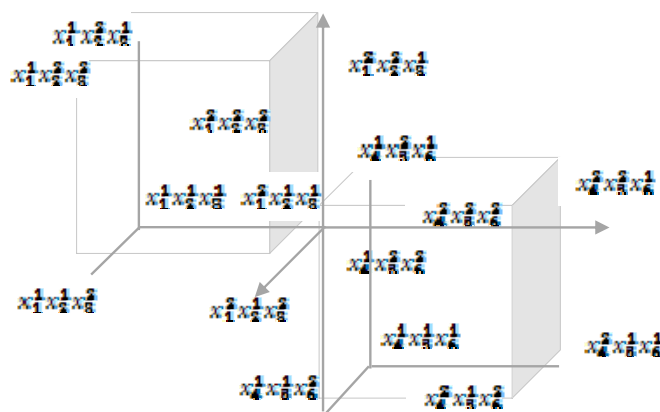 x₁¹x₂²x₃¹
x₁²x₂²x₃¹
x₁¹x₂²x₃²
x₁²x₂²x₃²
x₄¹x₅²x₆¹
x₄²x₅²x₆¹
x₁¹x₂¹x₃¹ x₁²x₂¹x₃¹
x₄²x₅²x₆²
x₄¹x₅²x₆²
x₁¹x₂¹x₃²
x₁²x₂¹x₃²
x₄¹x₅¹x₆¹
x₄²x₅¹x₆¹
x₄¹x₅¹x₆²
x₄²x₅¹x₆²